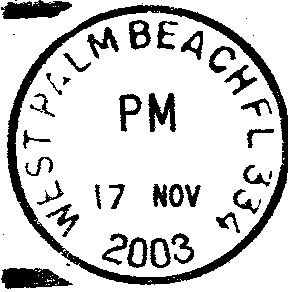 WEST PALM BEACH FL 334
PM
17 NOV
2003